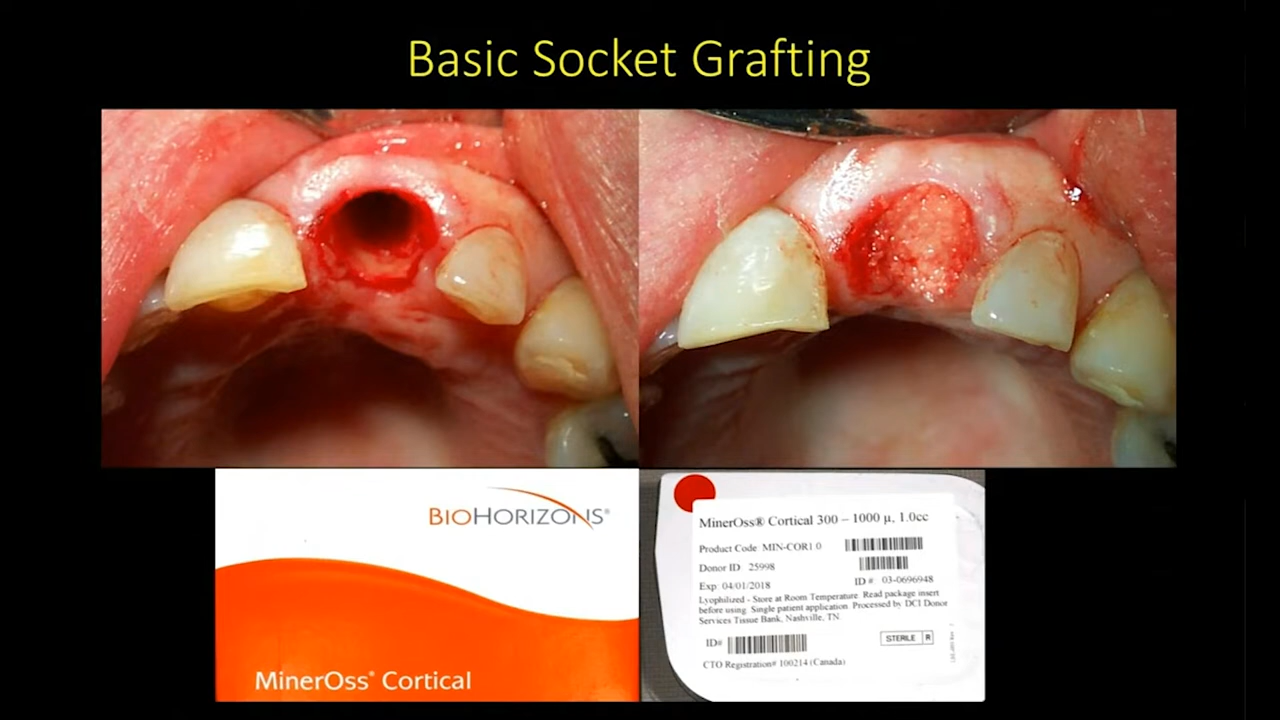 Basic Socket Grafting
BIOHORIZONS®
MinerOss® Cortical
MinerOss® Cortical 300 – 1000 µ, 1.0cc
Product Code MIN-COR1.0
Donor ID 25998
Exp 04/01/2018
ID # 03-0696948
Lyophilized - Store at Room Temperature. Read package insert
before using. Single patient application. Processed by DCI Donor
Services Tissue Bank, Nashville, TN.
ID#
STERILE R
CTO Registration# 100214 (Canada)